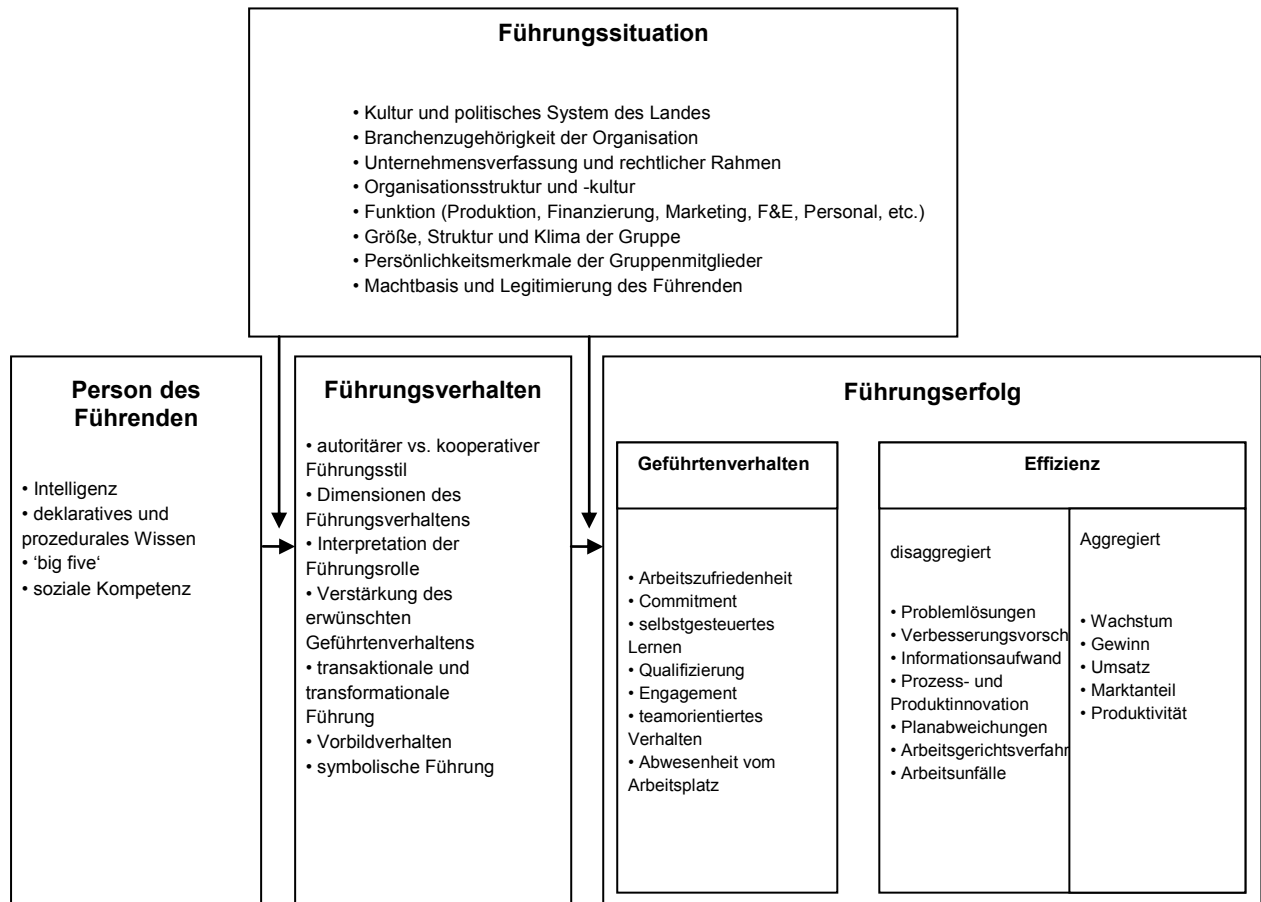 Führungssituation
• Kultur und politisches System des Landes
• Branchenzugehörigkeit der Organisation
• Unternehmensverfassung und rechtlicher Rahmen
• Organisationsstruktur und -kultur
• Funktion (Produktion, Finanzierung, Marketing, F&E, Personal, etc.)
• Größe, Struktur und Klima der Gruppe
• Persönlichkeitsmerkmale der Gruppenmitglieder
• Machtbasis und Legitimierung des Führenden
Person des
Führenden
• Intelligenz
• deklaratives und
prozedurales Wissen
• ‘big five‘
• soziale Kompetenz
Führungsverhalten
• autoritärer vs. kooperativer
Führungsstil
• Dimensionen des
Führungsverhaltens
• Interpretation der
Führungsrolle
• Verstärkung des
erwünschten
Geführtenverhaltens
• transaktionale und
transformationale
Führung
• Vorbildverhalten
• symbolische Führung
Führungserfolg
Geführtenverhalten
• Arbeitszufriedenheit
• Commitment
• selbstgesteuertes
Lernen
• Qualifizierung
• Engagement
• teamorientiertes
Verhalten
• Abwesenheit vom
Arbeitsplatz
Effizienz
disaggregiert
• Problemlösungen
• Verbesserungsvorsch
• Informationsaufwand
• Prozess- und
Produktinnovation
• Planabweichungen
• Arbeitsgerichtsverfahr
• Arbeitsunfälle
Aggregiert
• Wachstum
• Gewinn
• Umsatz
• Marktanteil
• Produktivität